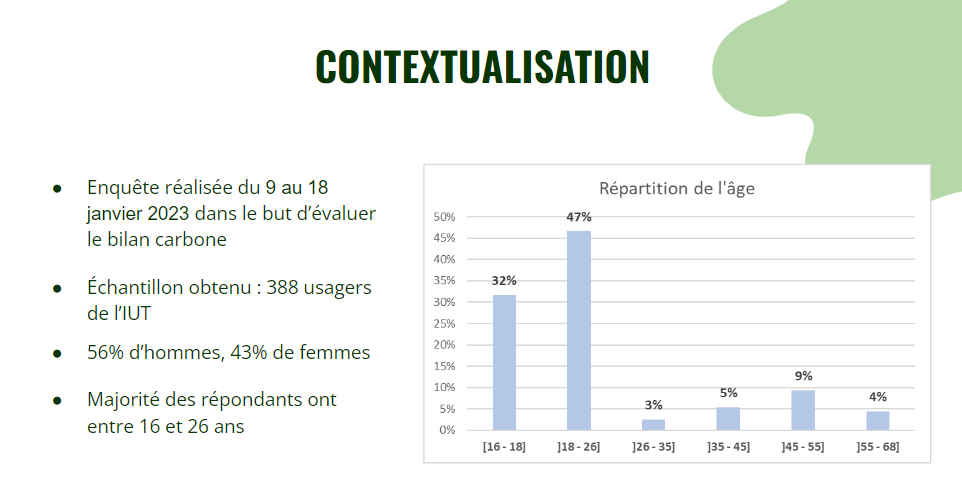 CONTEXTUALISATION
● Enquête réalisée du 9 au 18
janvier 2023 dans le but d’évaluer
le bilan carbone
● Échantillon obtenu : 388 usagers
de l’IUT
● 56% d’hommes, 43% de femmes
● Majorité des répondants ont
entre 16 et 26 ans
Répartition de l'âge
50%
45%
40%
35%
30%
25%
20%
15%
10%
5%
0%
32%
47%
3%
5%
9%
4%
[16 - 18]
]18 - 26]
]26 - 35]
]35 - 45]
]45 - 55]
]55 - 68]